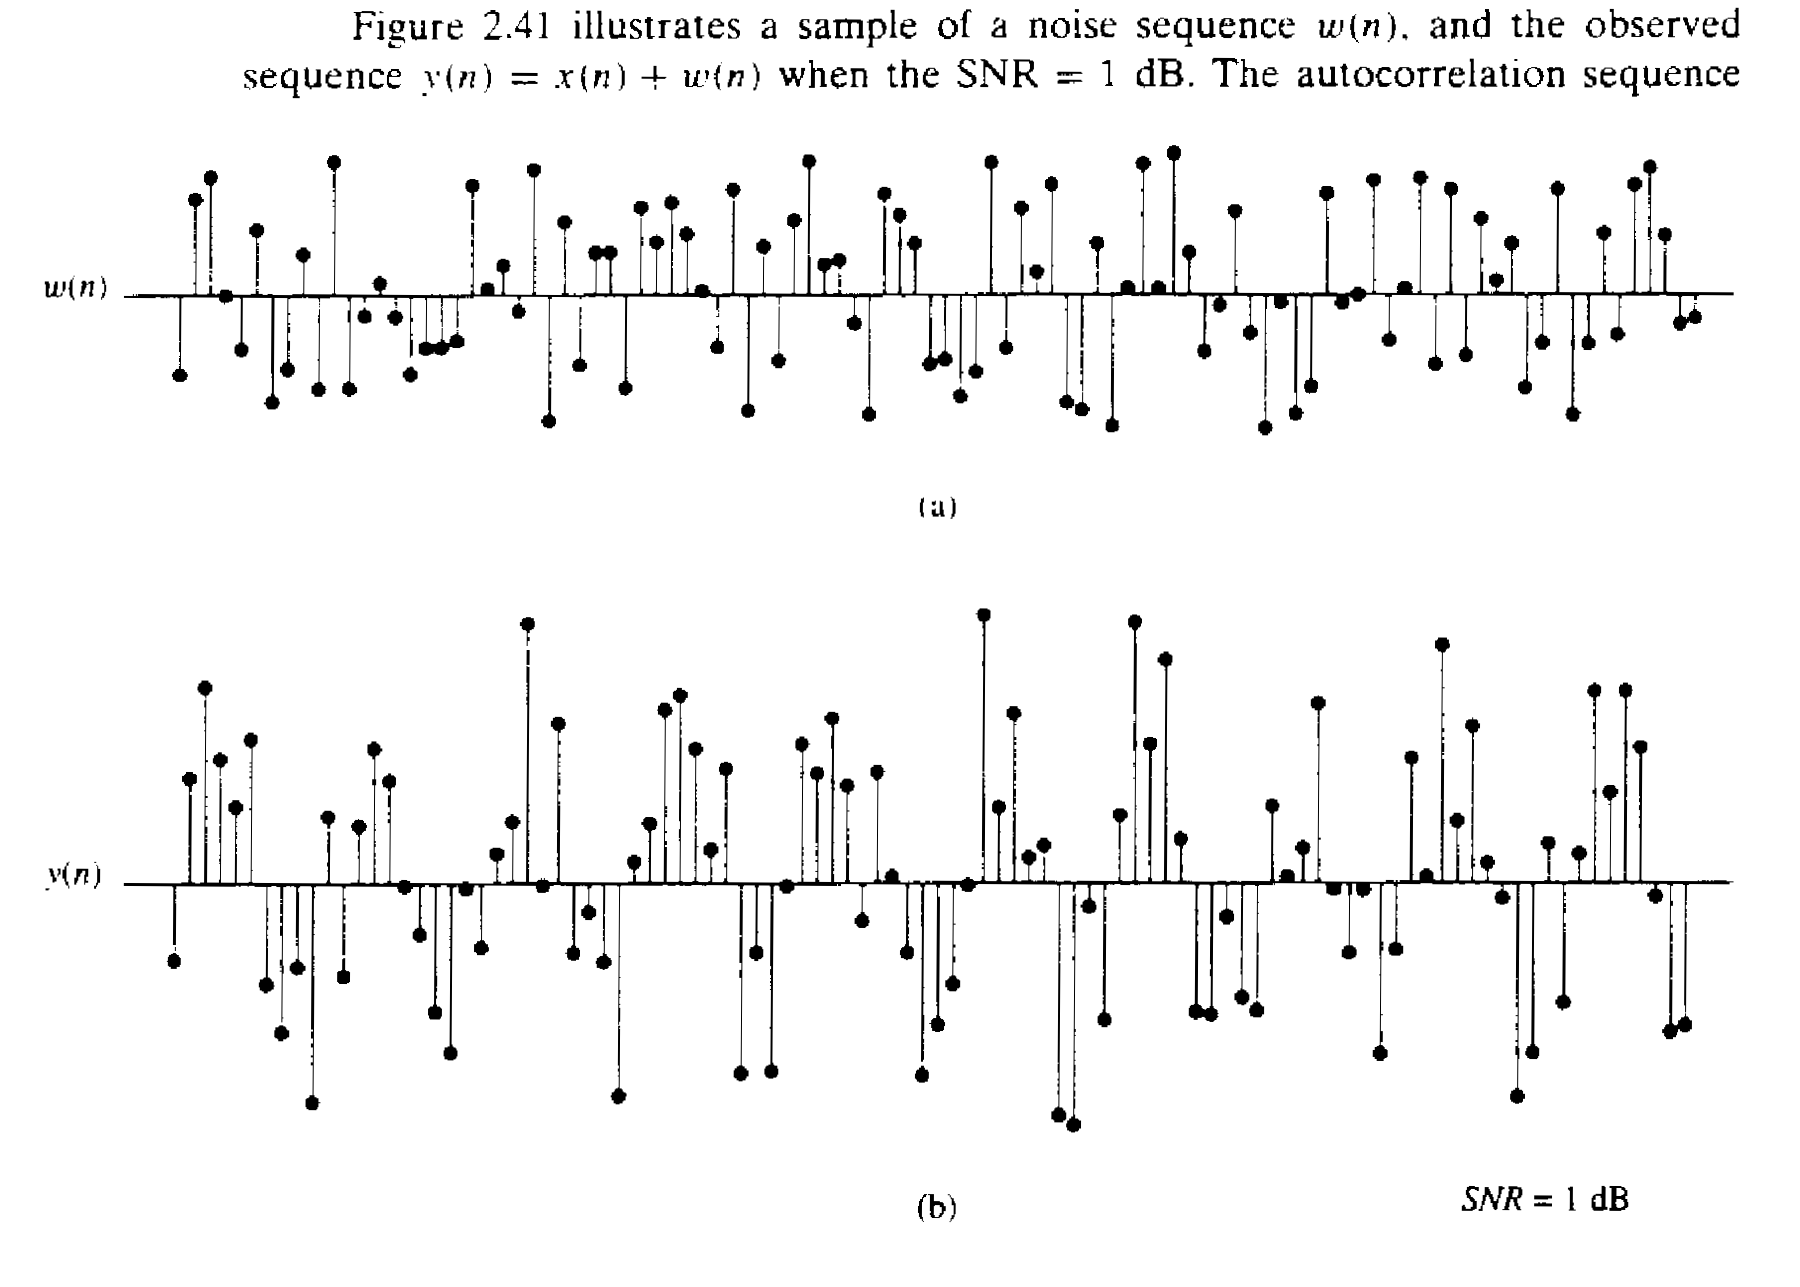 Figure 2.41 illustrates a sample of a noise sequence w(n), and the observed
sequence y(n) = x(n) + w(n) when the SNR = 1 dB. The autocorrelation sequence
w(n)
(a)
y(n)
(b)
SNR = 1 dB